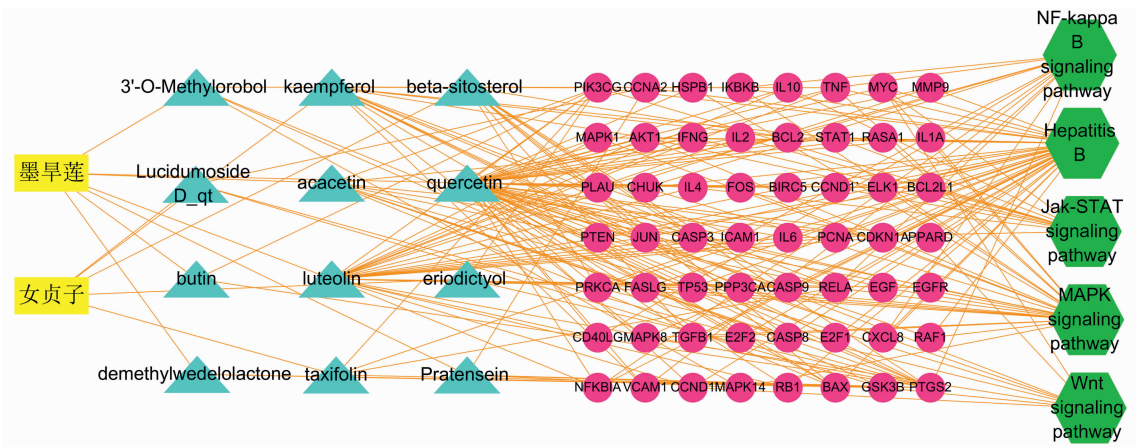 墨旱莲
女贞子
3'-O-Methylorobol
kaempferol
beta-sitosterol
Lucidumoside
D_qt
acacetin
quercetin
butin
luteolin
eriodictyol
demethylwedelolactone
taxifolin
Pratensein
PIK3CG CCNA2 HSPB1 IKBKB IL10 TNF MYC MMP9
MAPK1 AKT1 IFNG IL2 BCL2 STAT1 RASA1 IL1A
PLAU CHUK IL4 FOS BIRC5 CCND1` ELK1 BCL2L1
PTEN JUN CASP3 ICAM1 IL6 PCNA CDKN1A PPARD
PRKCA FASLG TP53 PPP3CA CASP9 RELA EGF EGFR
CD40LG MAPK8 TGFB1 E2F2 CASP8 E2F1 CXCL8 RAF1
NFKBIA VCAM1 CCND1 MAPK14 RB1 BAX GSK3B PTGS2
NF-kappa
B
signaling
pathway
Hepatitis
B
Jak-STAT
signaling
pathway
MAPK
signaling
pathway
Wnt
signaling
pathway